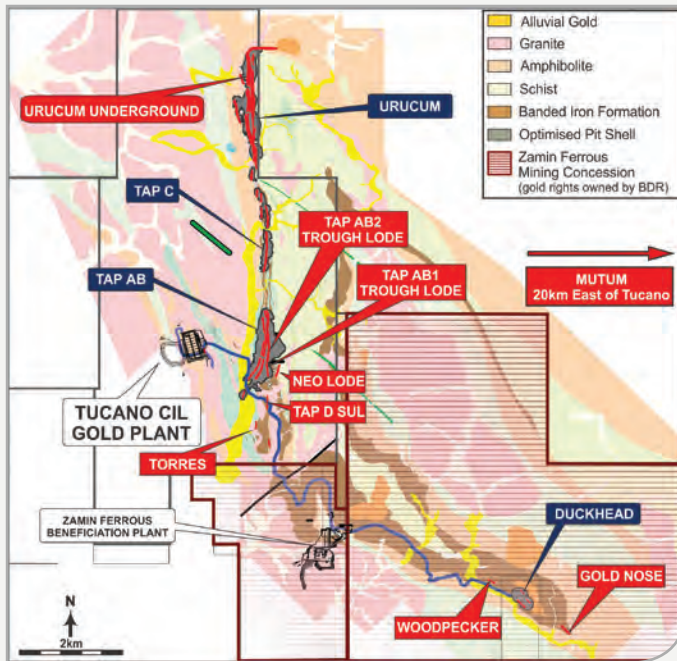 Alluvial Gold
Granite
Amphibolite
Schist
Banded Iron Formation
Optimised Pit Shell
Zamin Ferrous
Mining Concession
(gold rights owned by BDR)
URUCUM UNDERGROUND
URUCUM
TAP C
TAP AB2
TROUGH LODE
TAP AB1
TROUGH LODE
MUTUM
20km East of Tucano
TAP AB
NEO LODE
TUCANO CIL
GOLD PLANT
TAP D SUL
TORRES
ZAMIN FERROUS
BENEFICIATION PLANT
DUCKHEAD
GOLD NOSE
WOODPECKER
N
2km